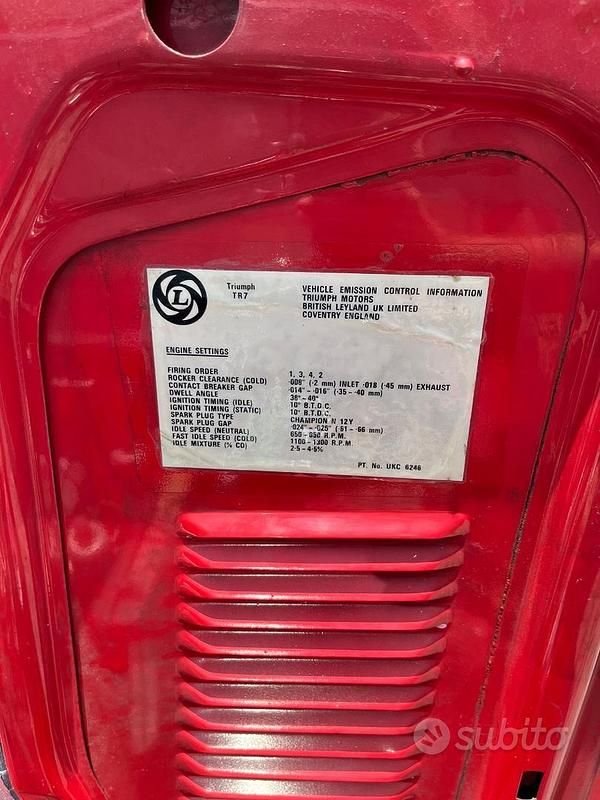 L
Triumph
TR7
VEHICLE EMISSION CONTROL INFORMATION
TRIUMPH MOTORS
BRITISH LEYLAND UK LIMITED
COVENTRY ENGLAND
ENGINE SETTINGS
FIRING ORDER 1, 3, 4, 2
ROCKER CLEARANCE (COLD) ·008" (·2 mm) INLET ·018 (·45 mm) EXHAUST
CONTACT BREAKER GAP ·014" - ·016" (·35 - ·40 mm)
DWELL ANGLE 38° - 40°
IGNITION TIMING (IDLE) 10° B.T.D.C.
IGNITION TIMING (STATIC) 10° B.T.D.C.
SPARK PLUG TYPE CHAMPION N 12Y
SPARK PLUG GAP ·024" - ·025" (·61 - ·66 mm)
IDLE SPEED (NEUTRAL) 650 - 850 R.P.M.
FAST IDLE SPEED (COLD) 1100 - 1300 R.P.M.
IDLE MIXTURE (% CO) 2·5 - 4·5%
PT. No. UKC 6246
subito